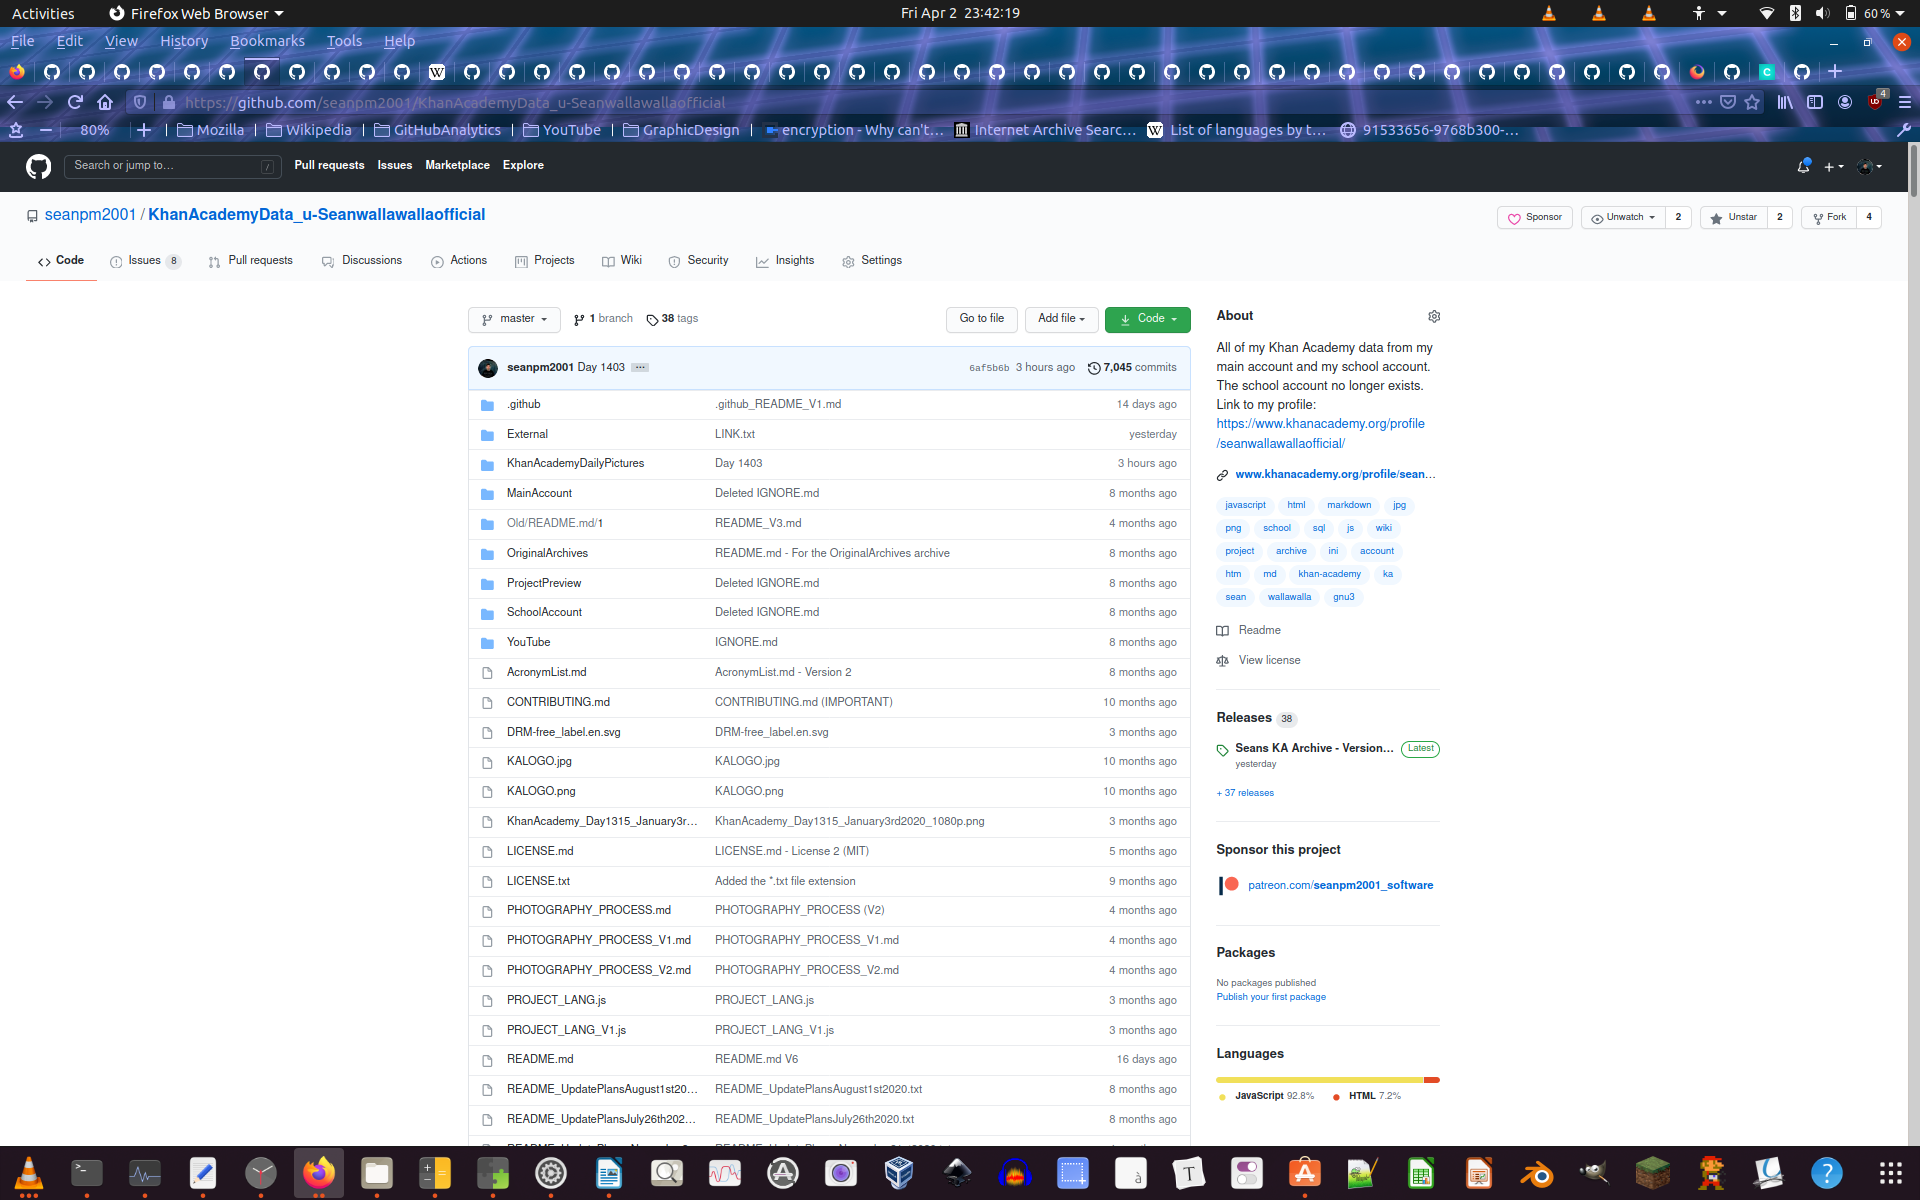 Activities Firefox Web Browser Fri Apr 2 23:42:19 60 %
File Edit View History Bookmarks Tools Help
https://github.com/seanpm2001/KhanAcademyData_u-Seanwallawallaofficial 4
80% Mozilla Wikipedia GitHubAnalytics YouTube GraphicDesign encryption - Why can't… Internet Archive Searc… List of languages by t… 91533656-9768b300-…
Search or jump to… / Pull requests Issues Marketplace Explore
seanpm2001 / KhanAcademyData_u-Seanwallawallaofficial Sponsor Unwatch 2 Unstar 2 Fork 4
Code Issues 8 Pull requests Discussions Actions Projects Wiki Security Insights Settings
master 1 branch 38 tags Go to file Add file Code
seanpm2001 Day 1403 … 6af5b6b 3 hours ago 7,045 commits
.github .github_README_V1.md 14 days ago
External LINK.txt yesterday
KhanAcademyDailyPictures Day 1403 3 hours ago
MainAccount Deleted IGNORE.md 8 months ago
Old/README.md/1 README_V3.md 4 months ago
OriginalArchives README.md - For the OriginalArchives archive 8 months ago
ProjectPreview Deleted IGNORE.md 8 months ago
SchoolAccount Deleted IGNORE.md 8 months ago
YouTube IGNORE.md 8 months ago
AcronymList.md AcronymList.md - Version 2 8 months ago
CONTRIBUTING.md CONTRIBUTING.md (IMPORTANT) 10 months ago
DRM-free_label.en.svg DRM-free_label.en.svg 3 months ago
KALOGO.jpg KALOGO.jpg 10 months ago
KALOGO.png KALOGO.png 10 months ago
KhanAcademy_Day1315_January3r… KhanAcademy_Day1315_January3rd2020_1080p.png 3 months ago
LICENSE.md LICENSE.md - License 2 (MIT) 5 months ago
LICENSE.txt Added the *.txt file extension 9 months ago
PHOTOGRAPHY_PROCESS.md PHOTOGRAPHY_PROCESS (V2) 4 months ago
PHOTOGRAPHY_PROCESS_V1.md PHOTOGRAPHY_PROCESS_V1.md 4 months ago
PHOTOGRAPHY_PROCESS_V2.md PHOTOGRAPHY_PROCESS_V2.md 4 months ago
PROJECT_LANG.js PROJECT_LANG.js 3 months ago
PROJECT_LANG_V1.js PROJECT_LANG_V1.js 3 months ago
README.md README.md V6 16 days ago
README_UpdatePlansAugust1st20… README_UpdatePlansAugust1st2020.txt 8 months ago
README_UpdatePlansJuly26th202… README_UpdatePlansJuly26th2020.txt 8 months ago
About
All of my Khan Academy data from my
main account and my school account.
The school account no longer exists.
Link to my profile:
https://www.khanacademy.org/profile
/seanwallawallaofficial/
www.khanacademy.org/profile/sean…
javascript html markdown jpg
png school sql js wiki
project archive ini account
htm md khan-academy ka
sean wallawalla gnu3
Readme
View license
Releases 38
Seans KA Archive - Version… Latest
yesterday
+ 37 releases
Sponsor this project
patreon.com/seanpm2001_software
Packages
No packages published
Publish your first package
Languages
JavaScript 92.8% HTML 7.2%